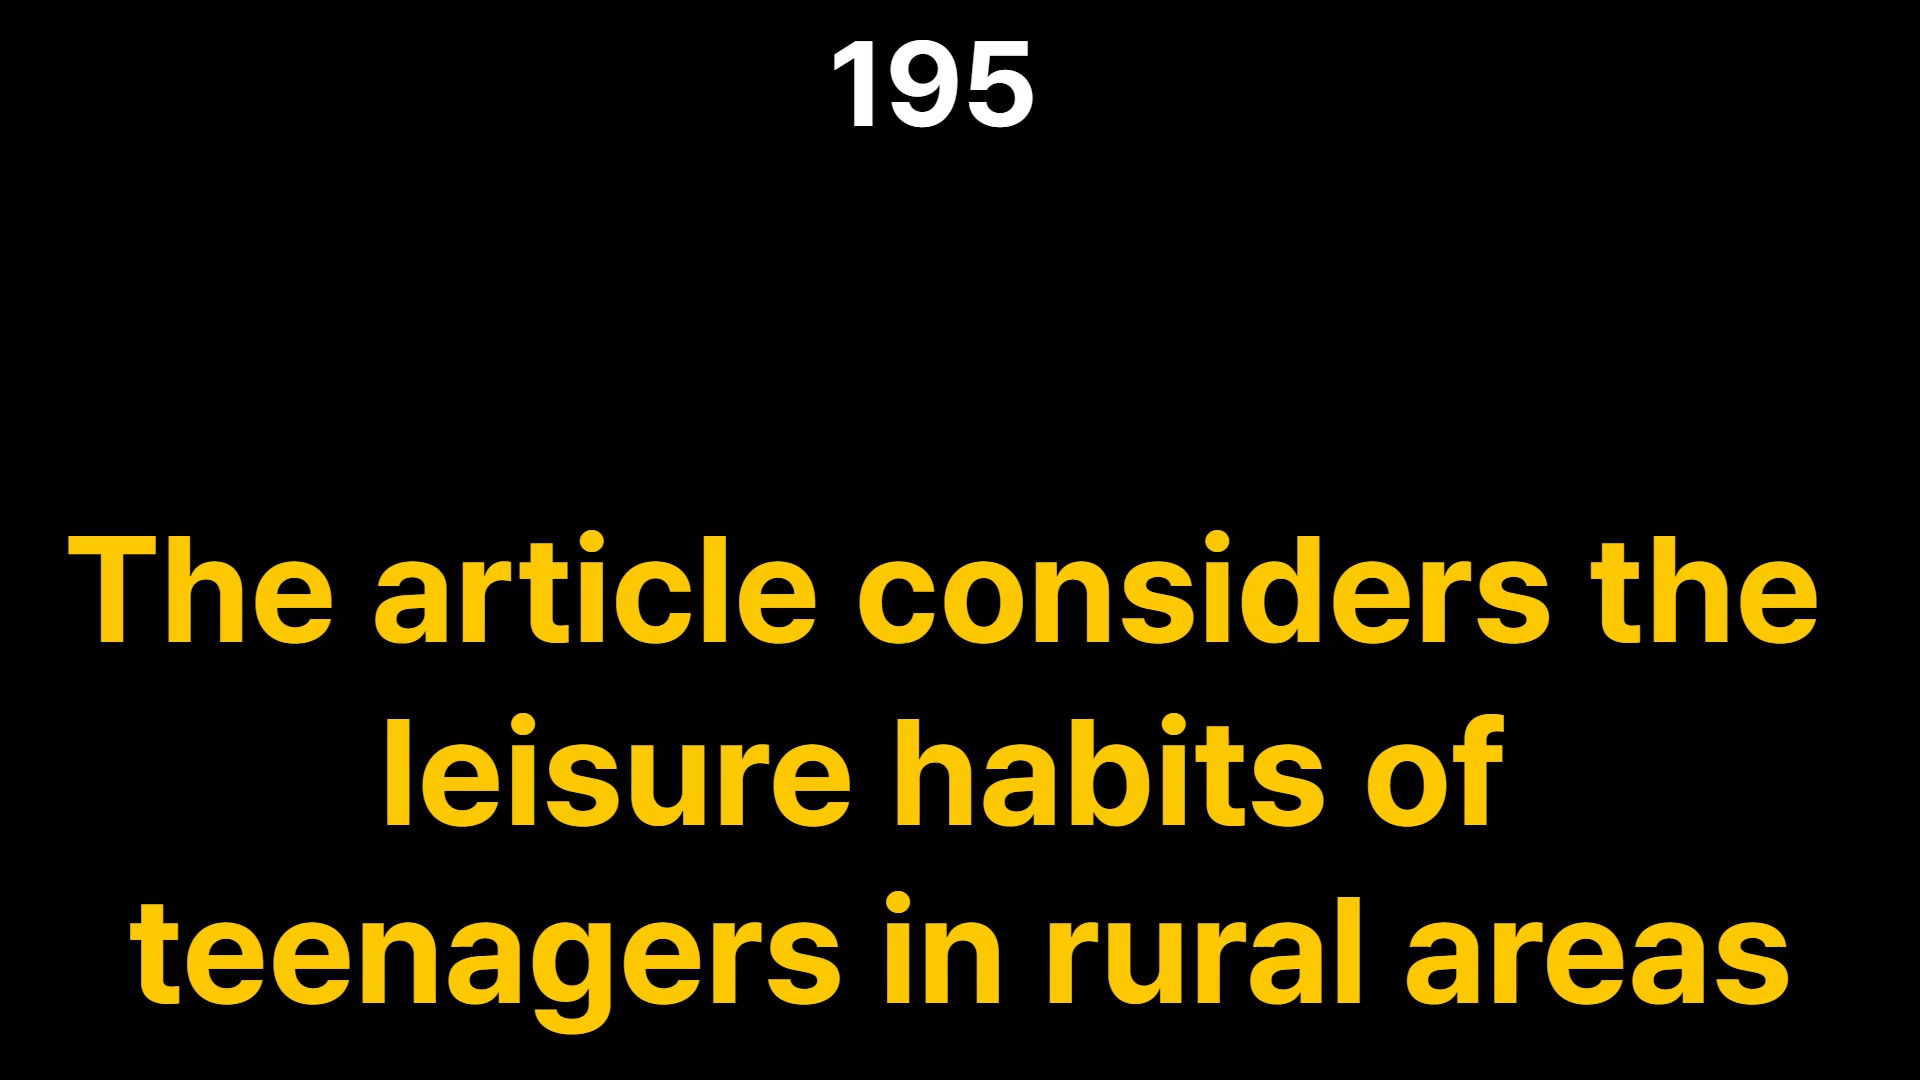 195
The article considers the
leisure habits of
teenagers in rural areas